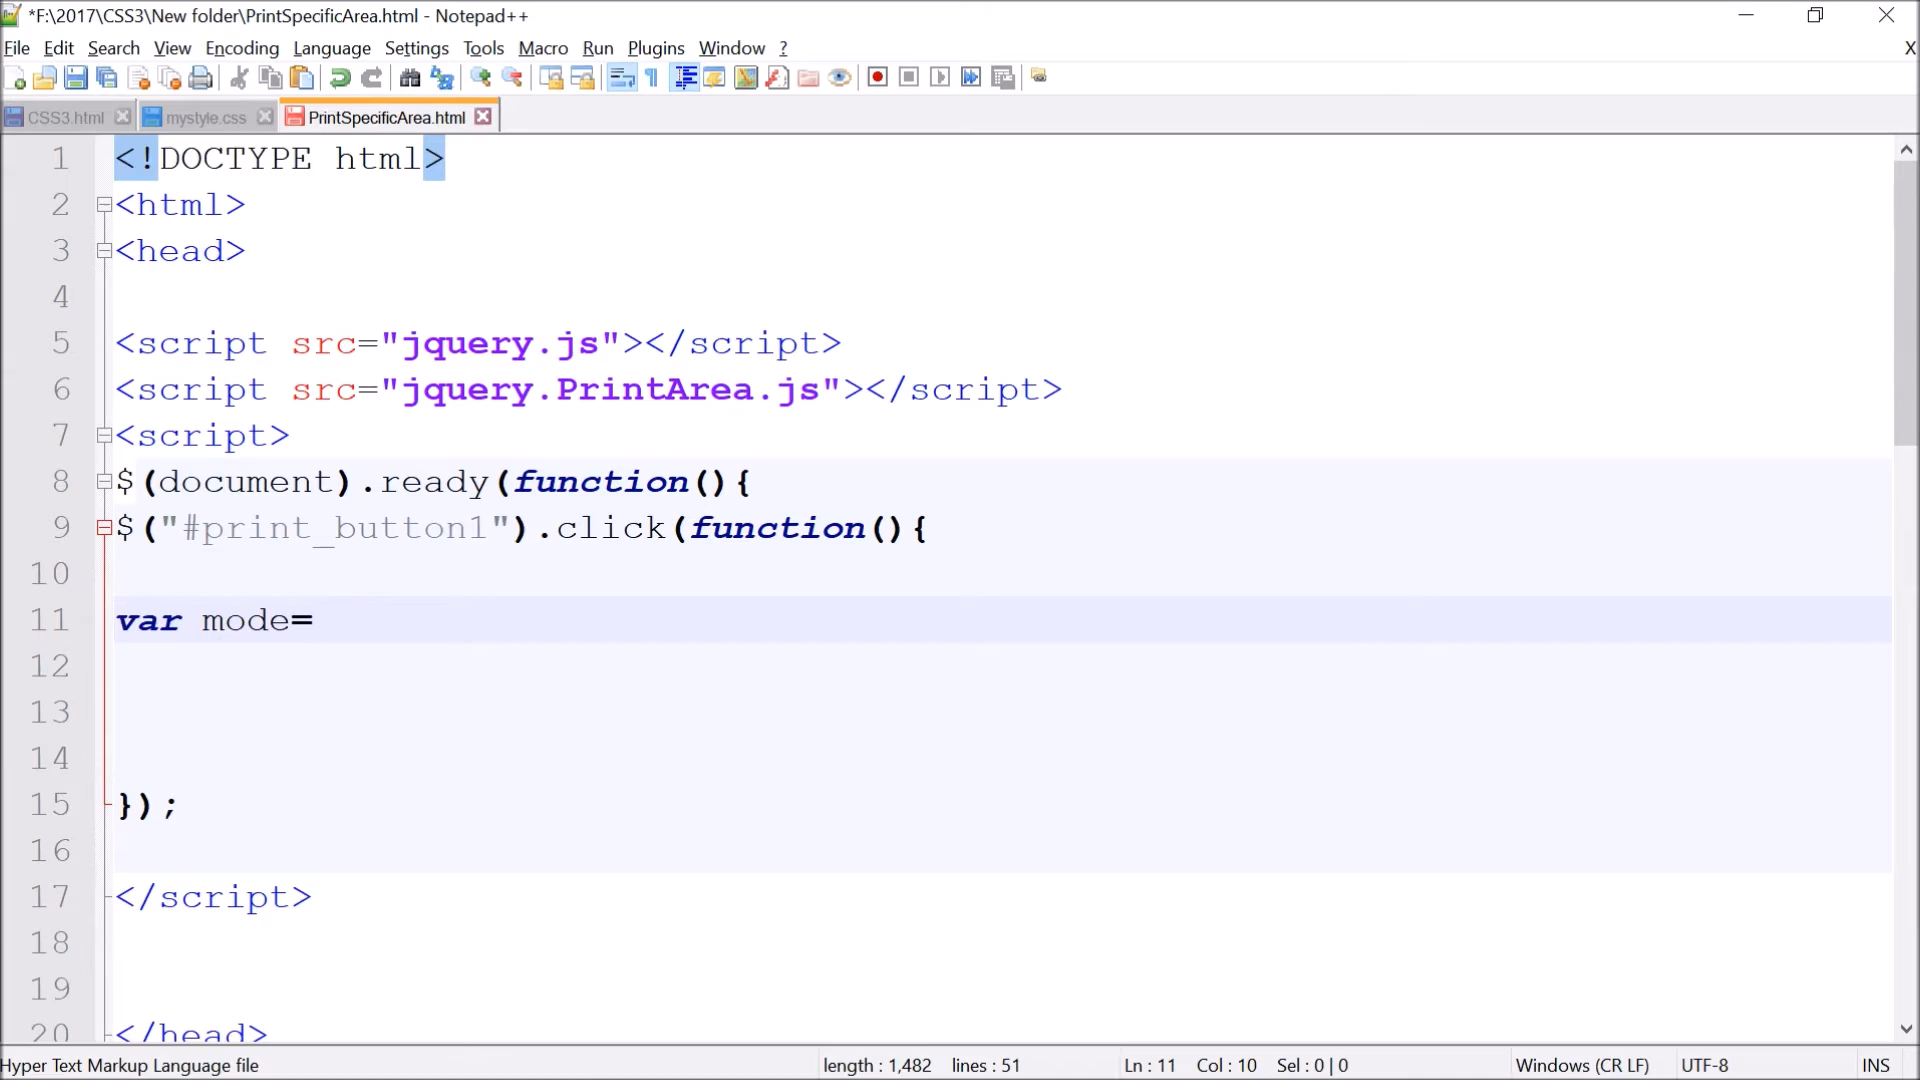 *F:\2017\CSS3\New folder\PrintSpecificArea.html - Notepad++
File Edit Search View Encoding Language Settings Tools Macro Run Plugins Window ? X
CSS3.html mystyle.css PrintSpecificArea.html
1 <!DOCTYPE html>
2 <html>
3 <head>
4
5 <script src="jquery.js"></script>
6 <script src="jquery.PrintArea.js"></script>
7 <script>
8 $(document).ready(function(){
9 $("#print_button1").click(function(){
10
11 var mode=
12
13
14
15 });
16
17 </script>
18
19
20 </head>
Hyper Text Markup Language file length : 1,482 lines : 51 Ln : 11 Col : 10 Sel : 0 | 0 Windows (CR LF) UTF-8 INS